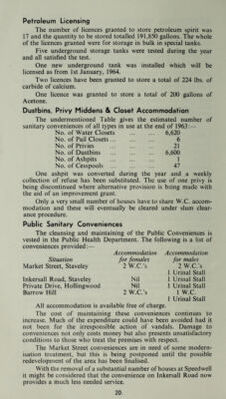 Petroleum Licensing
The number of licences granted to store petroleum spirit was
17 and the quantity to be stored totalled 191,850 gallons. The whole
of the licences granted were for storage in bulk in special tanks.
Five underground storage tanks were tested during the year
and all satisfied the test.
One new underground tank was installed which will be
licensed as from 1st January, 1964.
Two licences have been granted to store a total of 224 lbs. of
carbide of calcium.
One licence was granted to store a total of 200 gallons of
Acetone.
Dustbins, Privy Middens & Closet Accommodation
The undermentioned Table gives the estimated number of
sanitary conveniences of all types in use at the end of 1963:—
No. of Water Closets ... ... 6,620
No. of Pail Closets ... ... ... 6
No. of Privies ... ... ... 21
No. of Dustbins ... ... ... 6,600
No. of Ashpits ... ... ... 1
No. of Cesspools ... ... ... 47
One ashpit was converted during the year and a weekly
collection of refuse has been substituted. The use of one privy is
being discontinued where alternative provision is being made with
the aid of an improvement grant.
Only a very small number of houses have to share W.C. accom-
modation and these will eventually be cleared under slum clear-
ance procedure.
Public Sanitary Conveniences
The cleansing and maintaining of the Public Conveniences is
vested in the Public Health Department. The following is a list of
conveniences provided:—
Accommodation Accommodation
Situation for females for males
Market Street, Staveley 2 W.C.'s 2 W.C.'s
1 Urinal Stall
Inkersall Road, Staveley Nil 1 Urinal Stall
Private Drive, Hollingwood Nil 1 Urinal Stall
Barrow Hill 2 W.C.'s 1 W.C.
1 Urinal Stall
All accommodation is available free of charge.
The cost of maintaining these conveniences continues to
increase. Much of the expenditure could have been avoided had it
not been for the irresponsible action of vandals. Damage to
conveniences not only costs money but also presents unsatisfactory
conditions to those who treat the premises with respect.
The Market Street conveniences are in need of some modern-
isation treatment, but this is being postponed until the possible
redevelopment of the area has been finalised.
With the removal of a substantial number of houses at Speedwell
it might be considered that the convenience on Inkersall Road now
provides a much less needed service.
20.